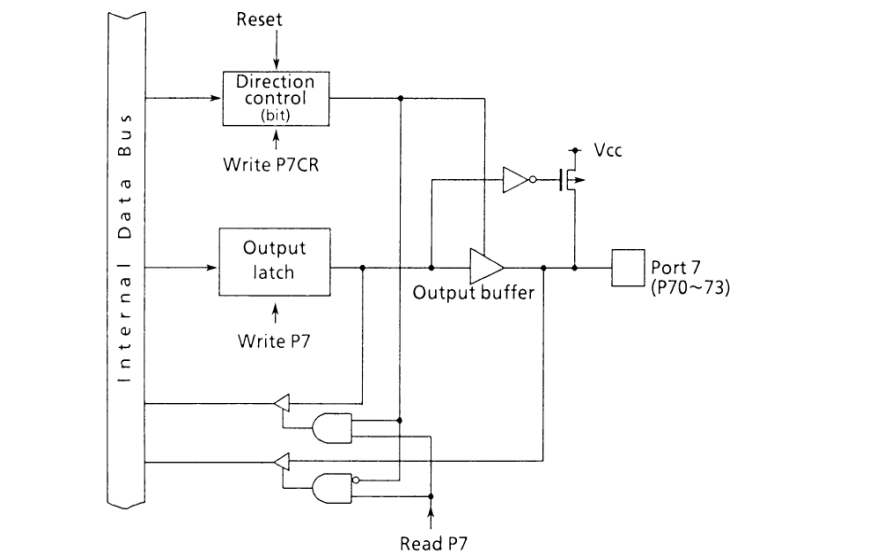 Reset
Direction
control
(bit)
Write P7CR
Vcc
Internal Data Bus
Output
latch
Output buffer
Port 7
(P70~73)
Write P7
Read P7